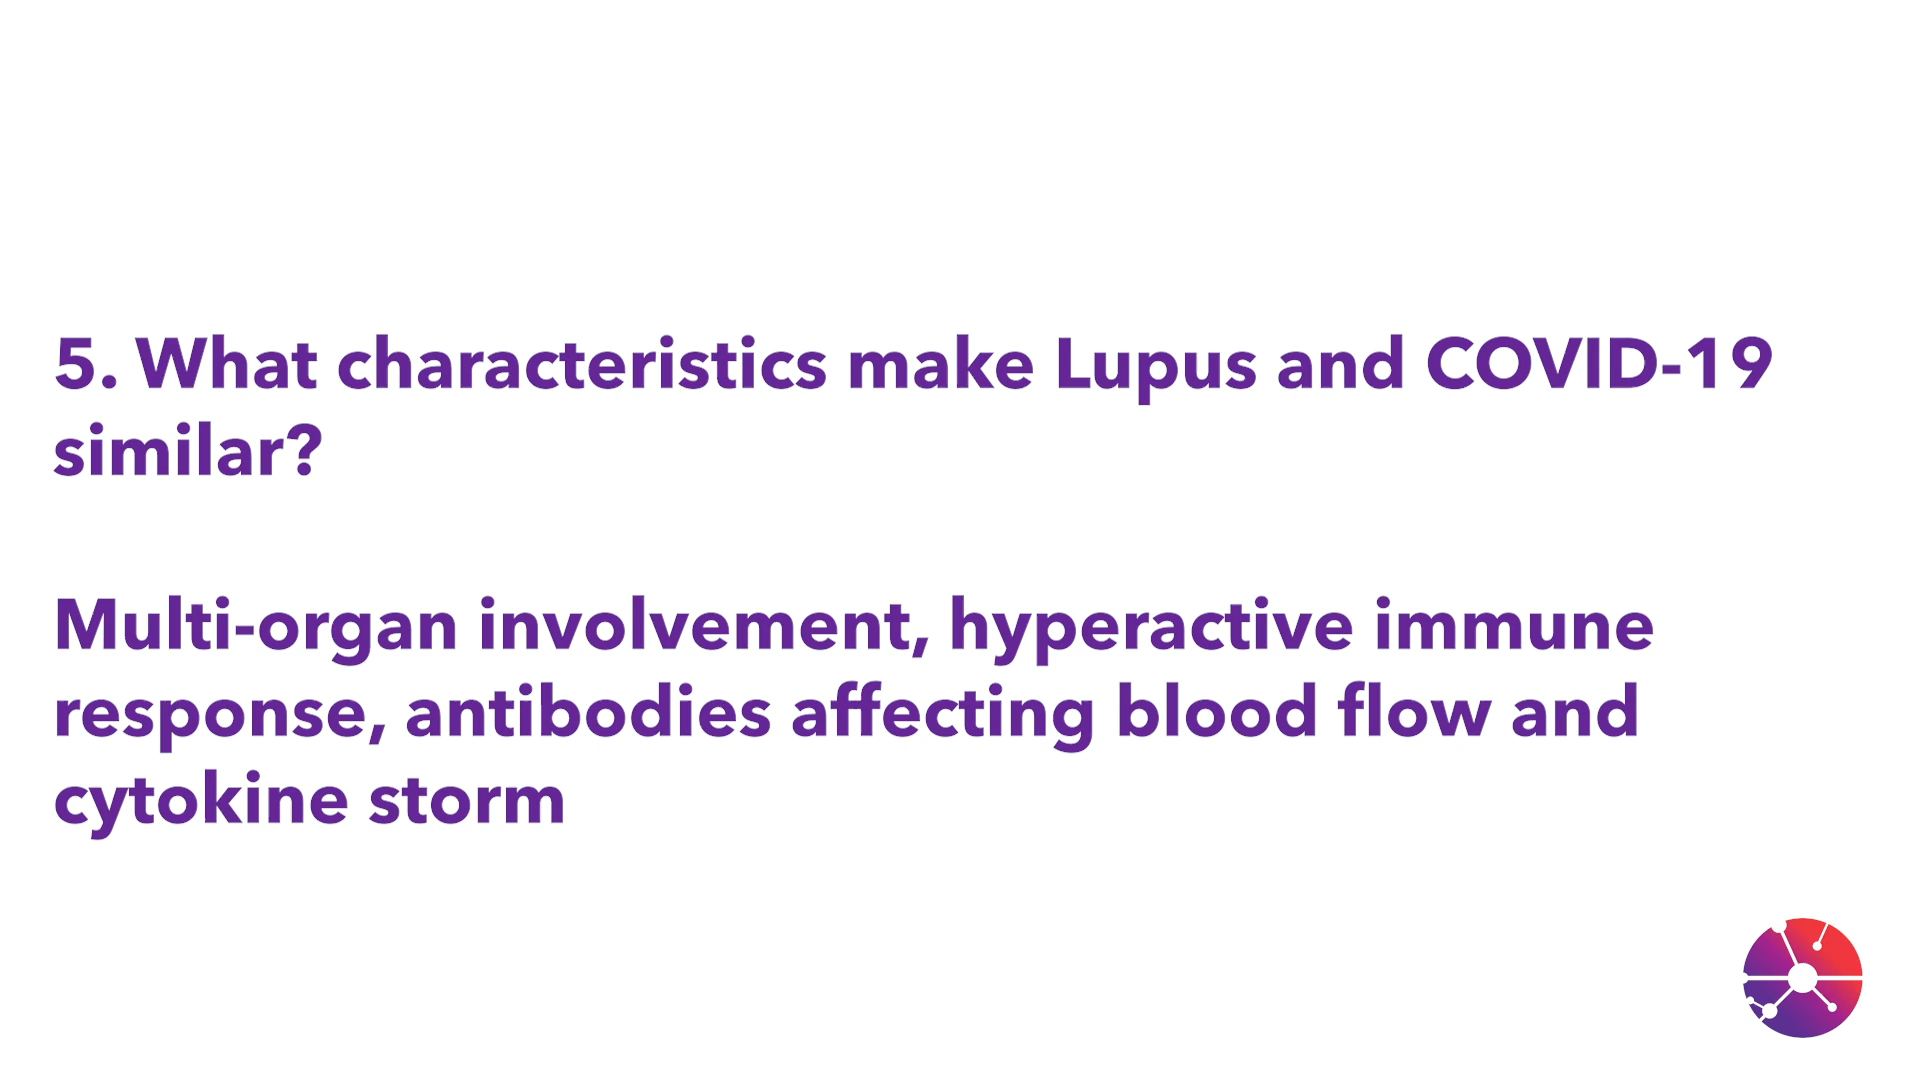 5. What characteristics make Lupus and COVID-19
similar?
Multi-organ involvement, hyperactive immune
response, antibodies affecting blood flow and
cytokine storm